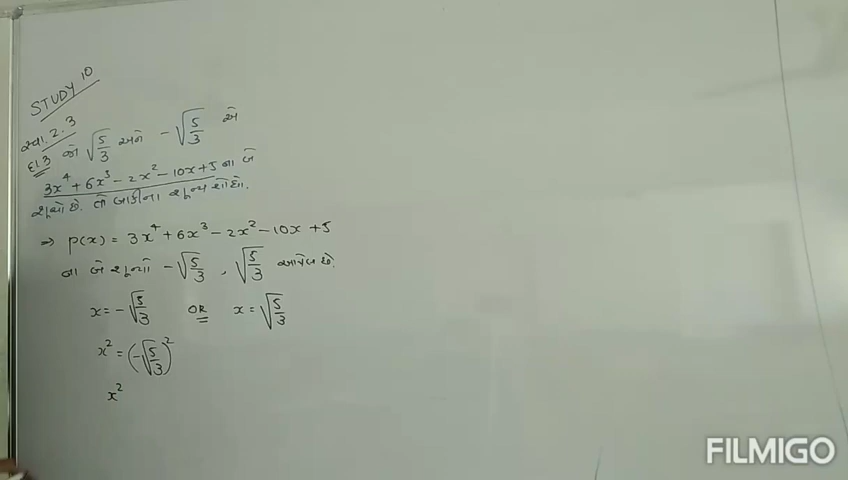 STUDY 10
સ્વા. 2.3
દા.3 જો √5/3 અને -√5/3 એ
3x⁴+6x³-2x²-10x+5 ના બે
શૂન્યો છે. તો બાકીના શૂન્ય શોધો.
⇒ P(x) = 3x⁴+6x³-2x²-10x+5
ના બે શૂન્યો -√5/3 , √5/3 આપેલ છે.
x = -√5/3 OR x = √5/3
x² = (-√5/3)²
x²
FILMIGO